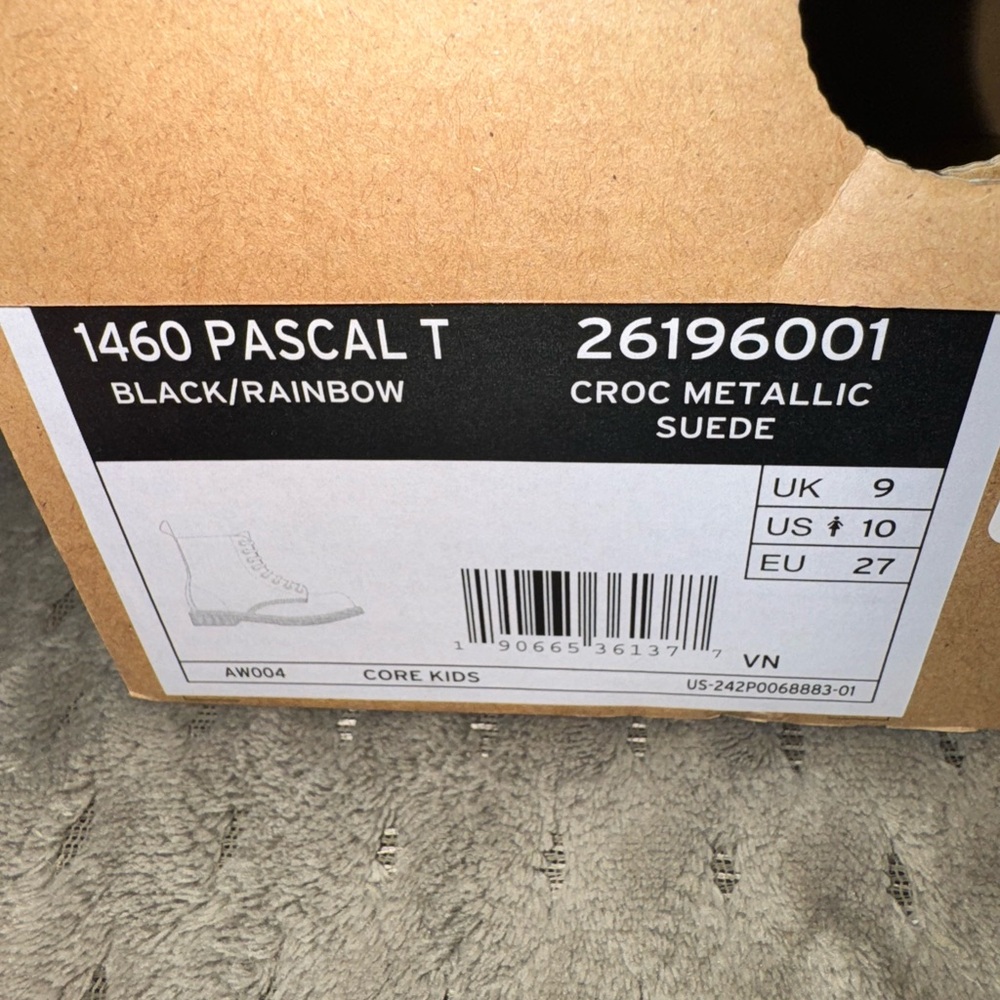 1460 PASCAL T
BLACK/RAINBOW
26196001
CROC METALLIC
SUEDE
UK 9
US 10
EU 27
1 90665 36137 7
VN
AW004 CORE KIDS US-242P0068883-01